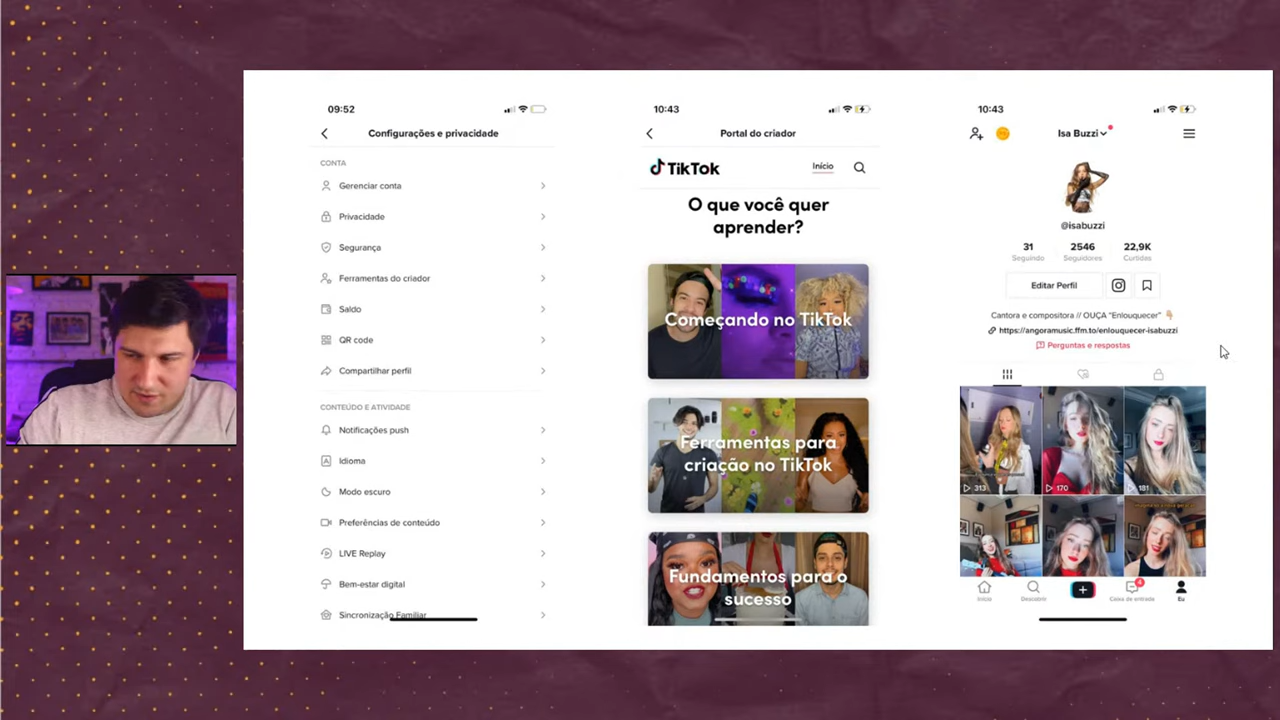 09:52
Configurações e privacidade
CONTA
Gerenciar conta
Privacidade
Segurança
Ferramentas do criador
Saldo
QR code
Compartilhar perfil
CONTEÚDO E ATIVIDADE
Notificações push
Idioma
Modo escuro
Preferências de conteúdo
LIVE Replay
Bem-estar digital
Sincronização Familiar
10:43
Portal do criador
TikTok
Início
O que você quer
aprender?
Começando no TikTok
Ferramentas para
criação no TikTok
Fundamentos para o
sucesso
10:43
Isa Buzzi
@isabuzzi
31 2546 22,9K
Seguindo Seguidores Curtidas
Editar Perfil
Cantora e compositora // OUÇA "Enlouquecer"
https://angoramusic.ffm.to/enlouquecer-isabuzzi
Perguntas e respostas
313 170 181
4
Início Descobrir Caixa de entrada Eu